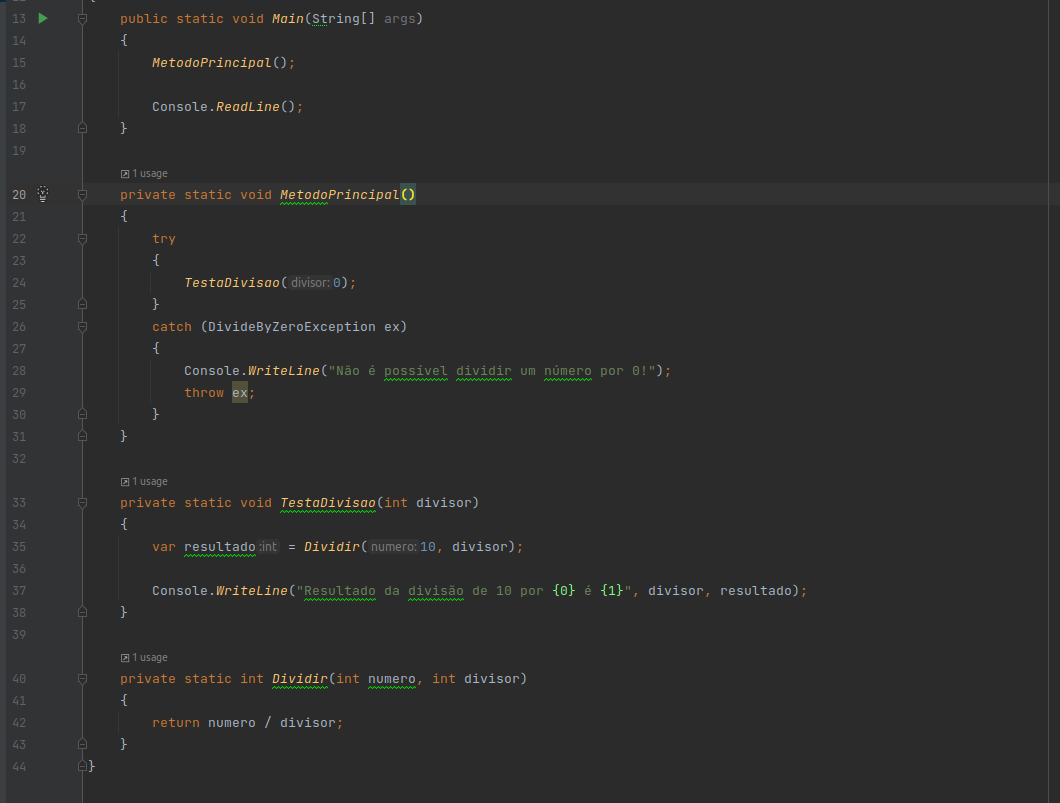 13 public static void Main(String[] args)
14 {
15 MetodoPrincipal();
16
17 Console.ReadLine();
18 }
19
1 usage
20 private static void MetodoPrincipal()
21 {
22 try
23 {
24 TestaDivisao(divisor: 0);
25 }
26 catch (DivideByZeroException ex)
27 {
28 Console.WriteLine("Não é possível dividir um número por 0!");
29 throw ex;
30 }
31 }
32
1 usage
33 private static void TestaDivisao(int divisor)
34 {
35 var resultado :int = Dividir(numero: 10, divisor);
36
37 Console.WriteLine("Resultado da divisão de 10 por {0} é {1}", divisor, resultado);
38 }
39
1 usage
40 private static int Dividir(int numero, int divisor)
41 {
42 return numero / divisor;
43 }
44 }